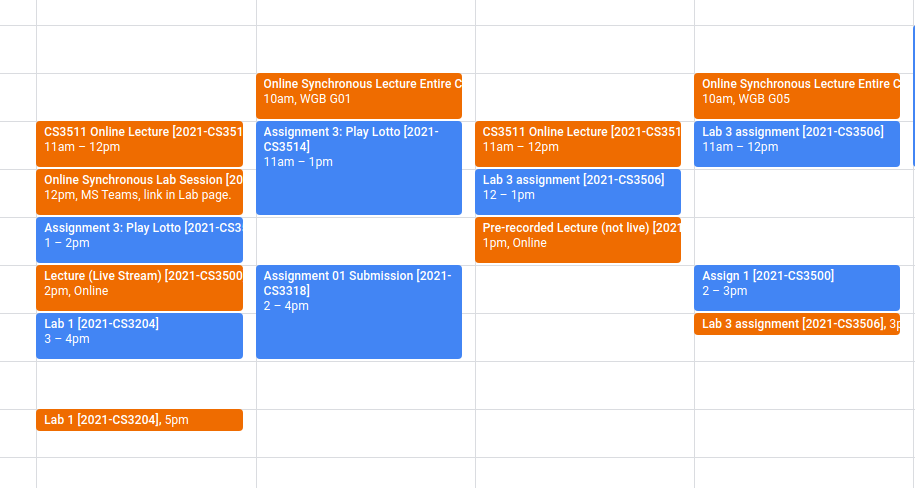 CS3511 Online Lecture [2021-CS351
11am – 12pm
Online Synchronous Lab Session [20
12pm, MS Teams, link in Lab page.
Assignment 3: Play Lotto [2021-CS3
1 – 2pm
Lecture (Live Stream) [2021-CS3500
2pm, Online
Lab 1 [2021-CS3204]
3 – 4pm
Lab 1 [2021-CS3204], 5pm
Online Synchronous Lecture Entire C
10am, WGB G01
Assignment 3: Play Lotto [2021-
CS3514]
11am – 1pm
Assignment 01 Submission [2021-
CS3318]
2 – 4pm
CS3511 Online Lecture [2021-CS351
11am – 12pm
Lab 3 assignment [2021-CS3506]
12 – 1pm
Pre-recorded Lecture (not live) [2021
1pm, Online
Online Synchronous Lecture Entire C
10am, WGB G05
Lab 3 assignment [2021-CS3506]
11am – 12pm
Assign 1 [2021-CS3500]
2 – 3pm
Lab 3 assignment [2021-CS3506], 3p